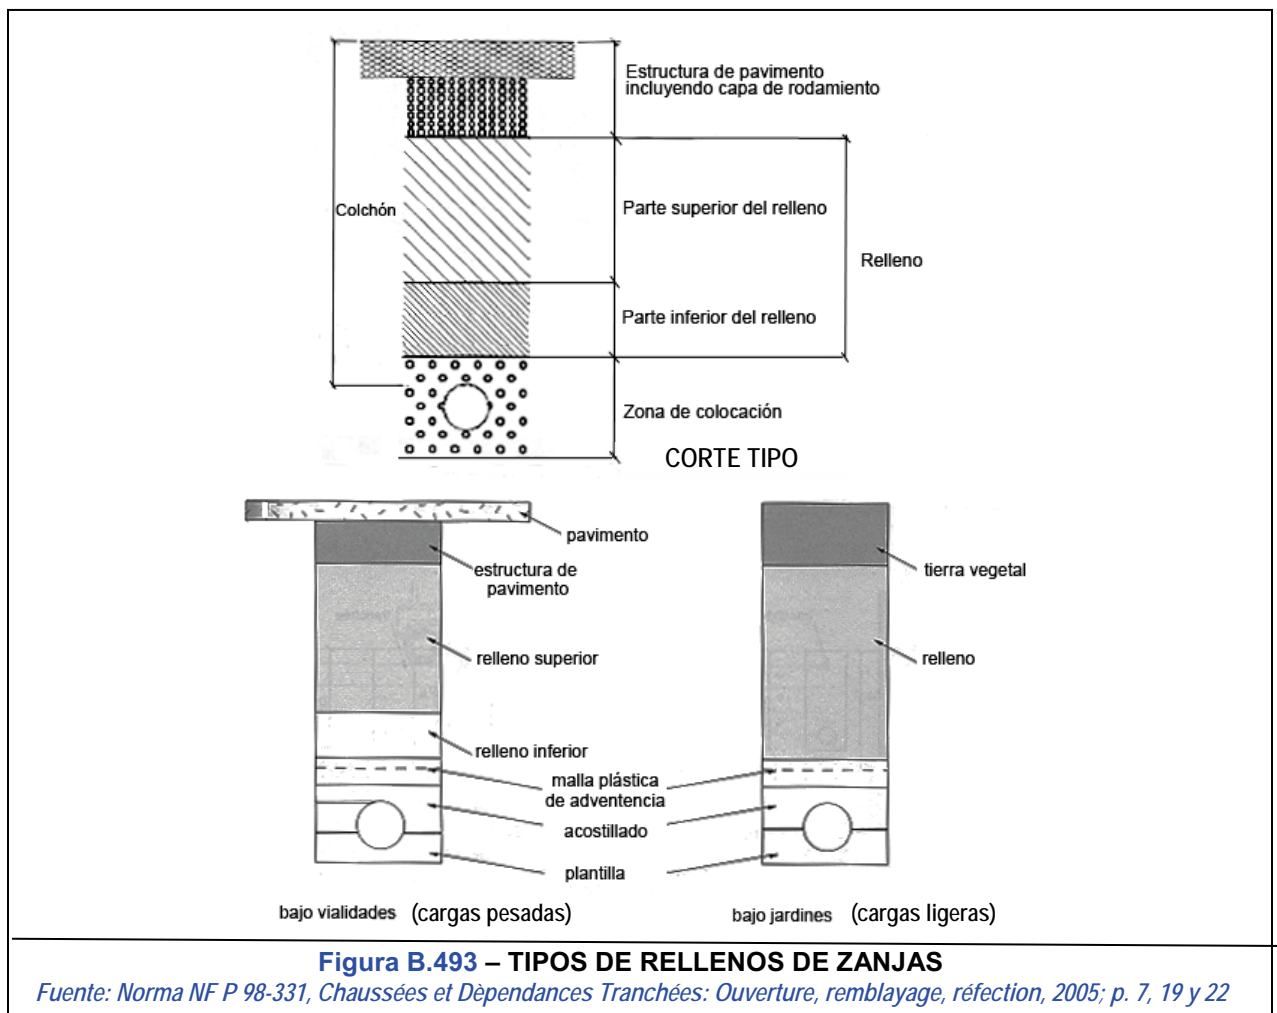 Estructura de pavimento
incluyendo capa de rodamiento
Colchón
Parte superior del relleno
Relleno
Parte inferior del relleno
Zona de colocación
CORTE TIPO
pavimento
estructura de
pavimento
tierra vegetal
relleno superior
relleno
relleno inferior
malla plástica
de adventencia
acostillado
plantilla
bajo vialidades (cargas pesadas)
bajo jardines (cargas ligeras)
Figura B.493 – TIPOS DE RELLENOS DE ZANJAS
Fuente: Norma NF P 98-331, Chaussées et Dèpendances Tranchées: Ouverture, remblayage, réfection, 2005; p. 7, 19 y 22